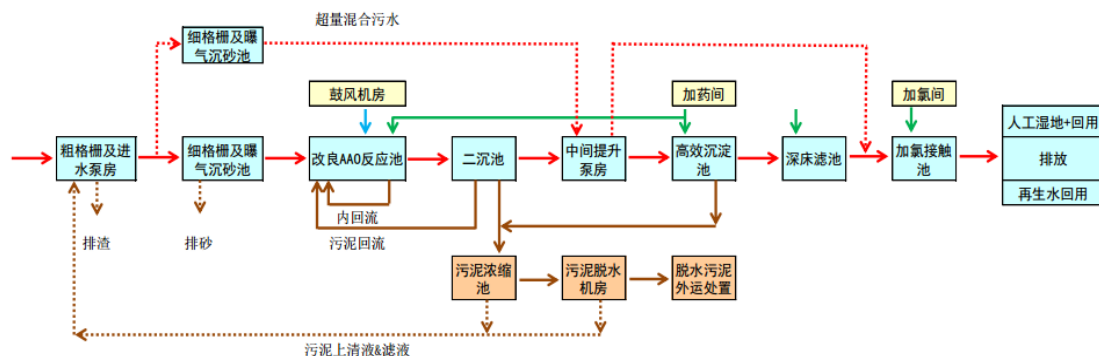 超量混合污水
细格栅及曝
气沉砂池
鼓风机房
加药间
加氯间
粗格栅及进
水泵房
细格栅及曝
气沉砂池
改良AAO反应池
二沉池
中间提升
泵房
高效沉淀
池
深床滤池
加氯接触
池
人工湿地+回用
排放
再生水回用
内回流
排渣
排砂
污泥回流
污泥浓缩
池
污泥脱水
机房
脱水污泥
外运处置
污泥上清液&滤液